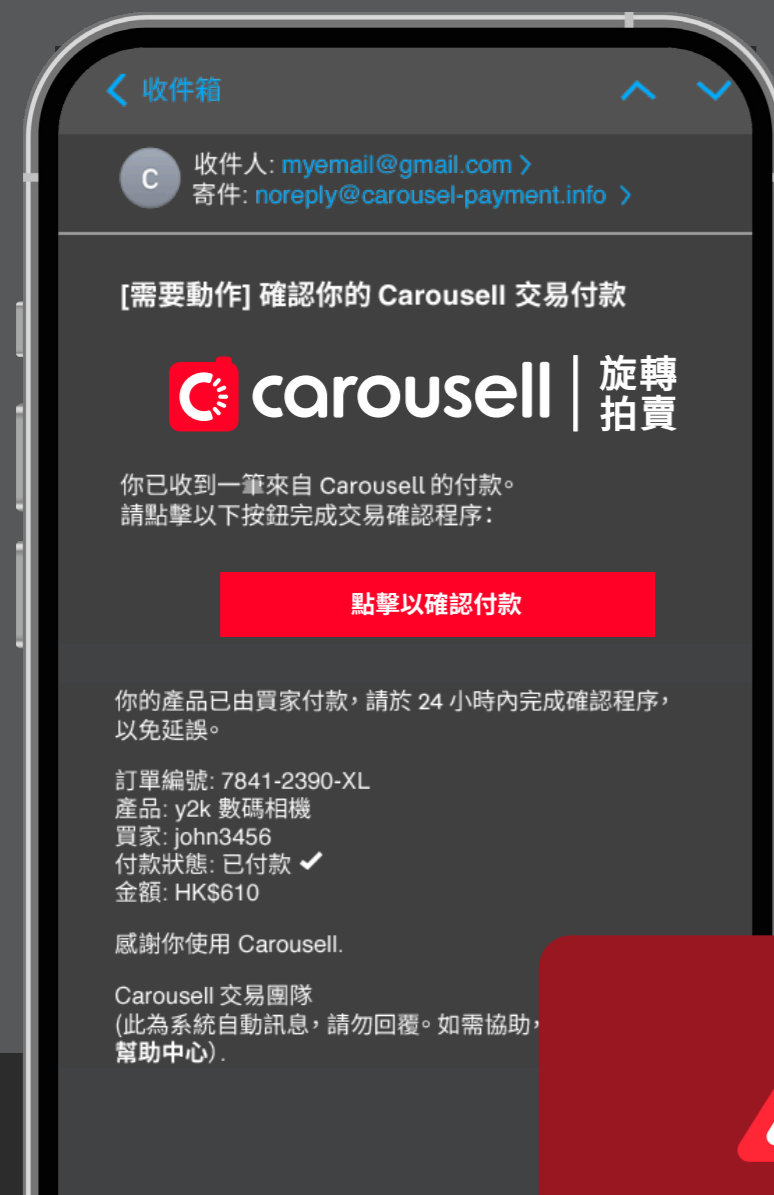 收件箱
C
收件人: myemail@gmail.com
寄件: noreply@carousel-payment.info
[需要動作] 確認你的 Carousell 交易付款
carousell
旋轉
拍賣
你已收到一筆來自 Carousell 的付款。
請點擊以下按鈕完成交易確認程序:
點擊以確認付款
你的產品已由買家付款，請於 24 小時內完成確認程序，
以免延誤。
訂單編號: 7841-2390-XL
產品: y2k 數碼相機
買家: john3456
付款狀態: 已付款 ✔
金額: HK$610
感謝你使用 Carousell.
Carousell 交易團隊
(此為系統自動訊息，請勿回覆。如需協助，
幫助中心).